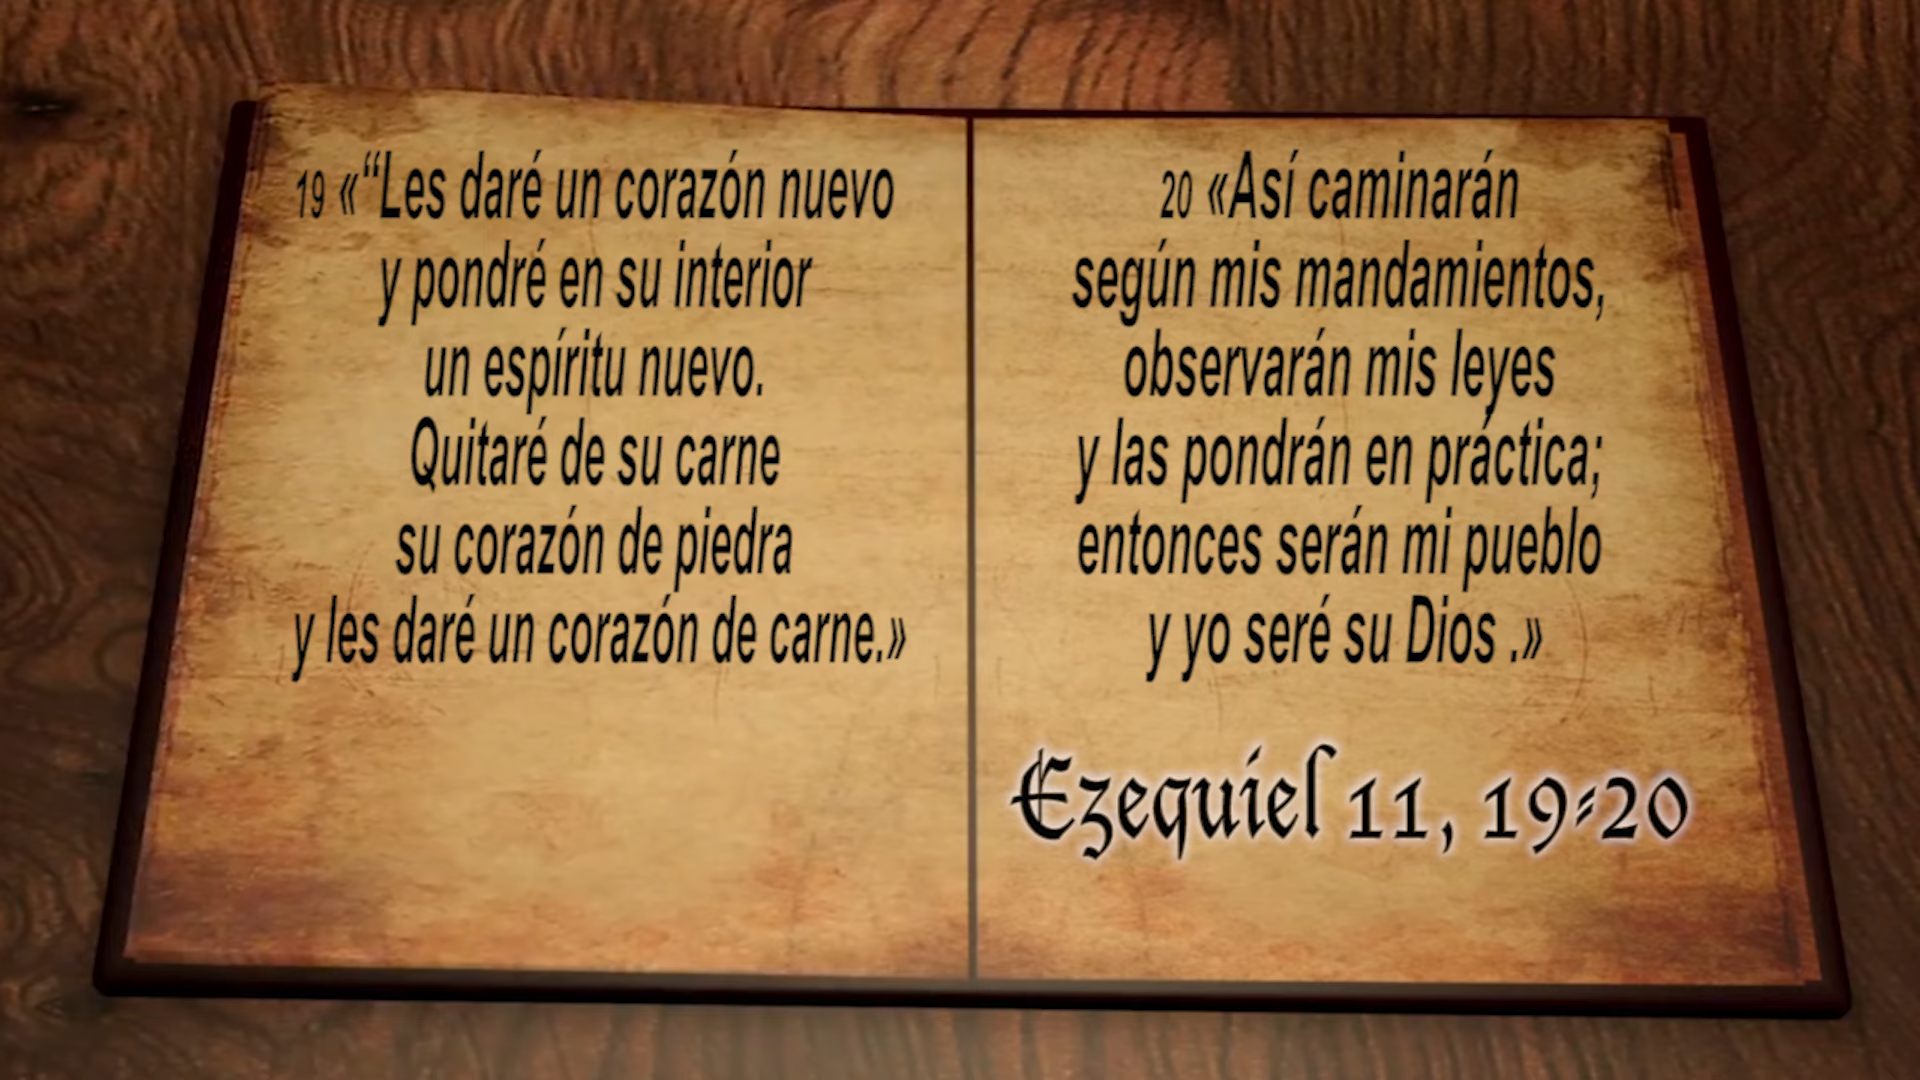 19 «“Les daré un corazón nuevo
y pondré en su interior
un espíritu nuevo.
Quitaré de su carne
su corazón de piedra
y les daré un corazón de carne.»
20 «Así caminarán
según mis mandamientos,
observarán mis leyes
y las pondrán en práctica;
entonces serán mi pueblo
y yo seré su Dios .»
Ezequiel 11, 19-20